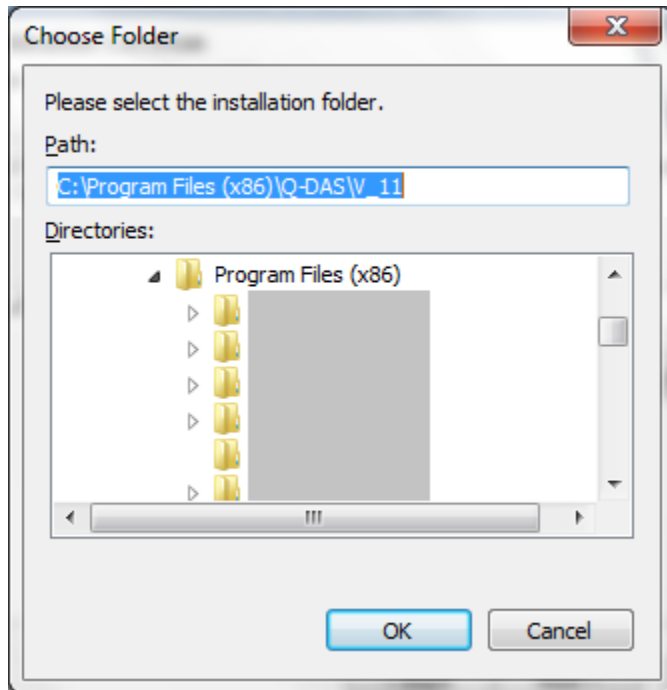 Choose Folder
Please select the installation folder.
Path:
C:\Program Files (x86)\Q-DAS\V_11
Directories:
Program Files (x86)
OK
Cancel